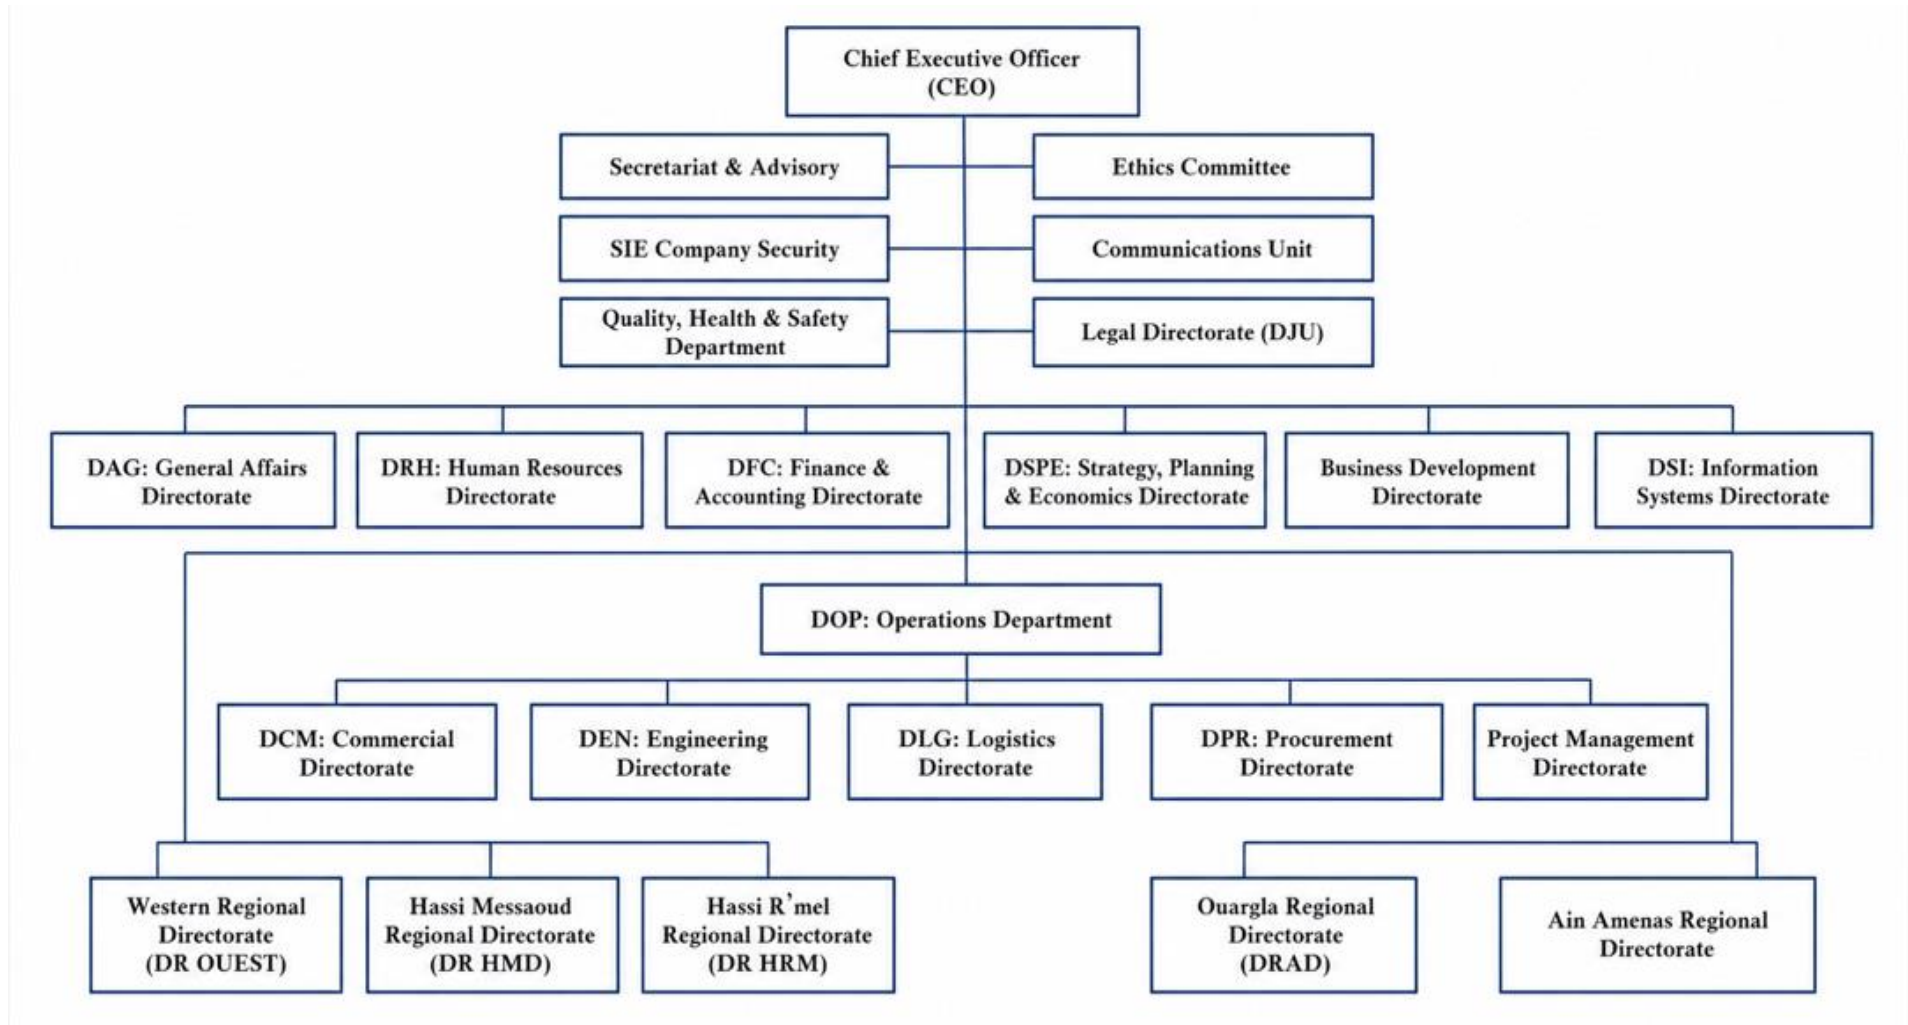 Chief Executive Officer
(CEO)
Secretariat & Advisory
Ethics Committee
SIE Company Security
Communications Unit
Quality, Health & Safety
Department
Legal Directorate (DJU)
DAG: General Affairs
Directorate
DRH: Human Resources
Directorate
DFC: Finance &
Accounting Directorate
DSPE: Strategy, Planning
& Economics Directorate
Business Development
Directorate
DSI: Information
Systems Directorate
DOP: Operations Department
DCM: Commercial
Directorate
DEN: Engineering
Directorate
DLG: Logistics
Directorate
DPR: Procurement
Directorate
Project Management
Directorate
Western Regional
Directorate
(DR OUEST)
Hassi Messaoud
Regional Directorate
(DR HMD)
Hassi R’mel
Regional Directorate
(DR HRM)
Ouargla Regional
Directorate
(DRAD)
Ain Amenas Regional
Directorate